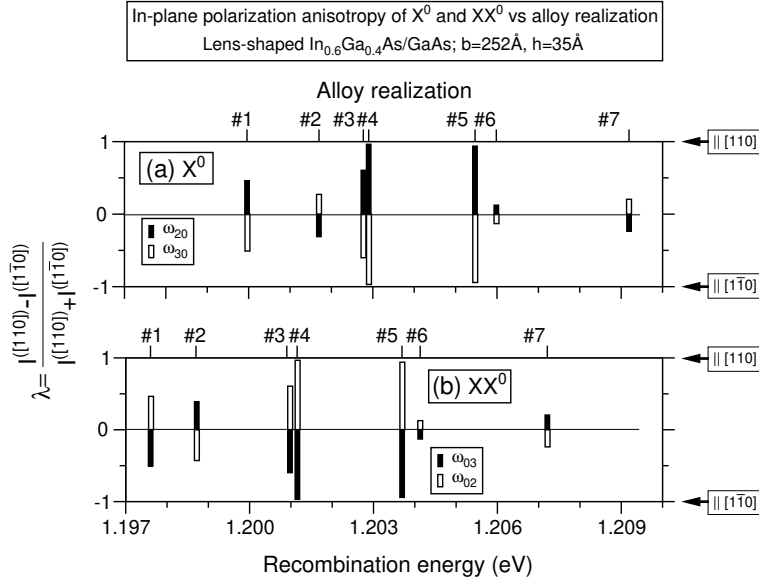 In-plane polarization anisotropy of X⁰ and XX⁰ vs alloy realization
Lens-shaped In₀.₆Ga₀.₄As/GaAs; b=252Å, h=35Å
Alloy realization
#1 #2 #3 #4 #5 #6 #7
1
0
-1
(a) X⁰
ω₂₀
ω₃₀
|| [110]
|| [11̅0]
λ= I([110])-I([11̅0])
I([110])+I([11̅0])
#1 #2 #3 #4 #5 #6 #7
1
0
-1
(b) XX⁰
ω₀₃
ω₀₂
|| [110]
|| [11̅0]
1.197 1.200 1.203 1.206 1.209
Recombination energy (eV)